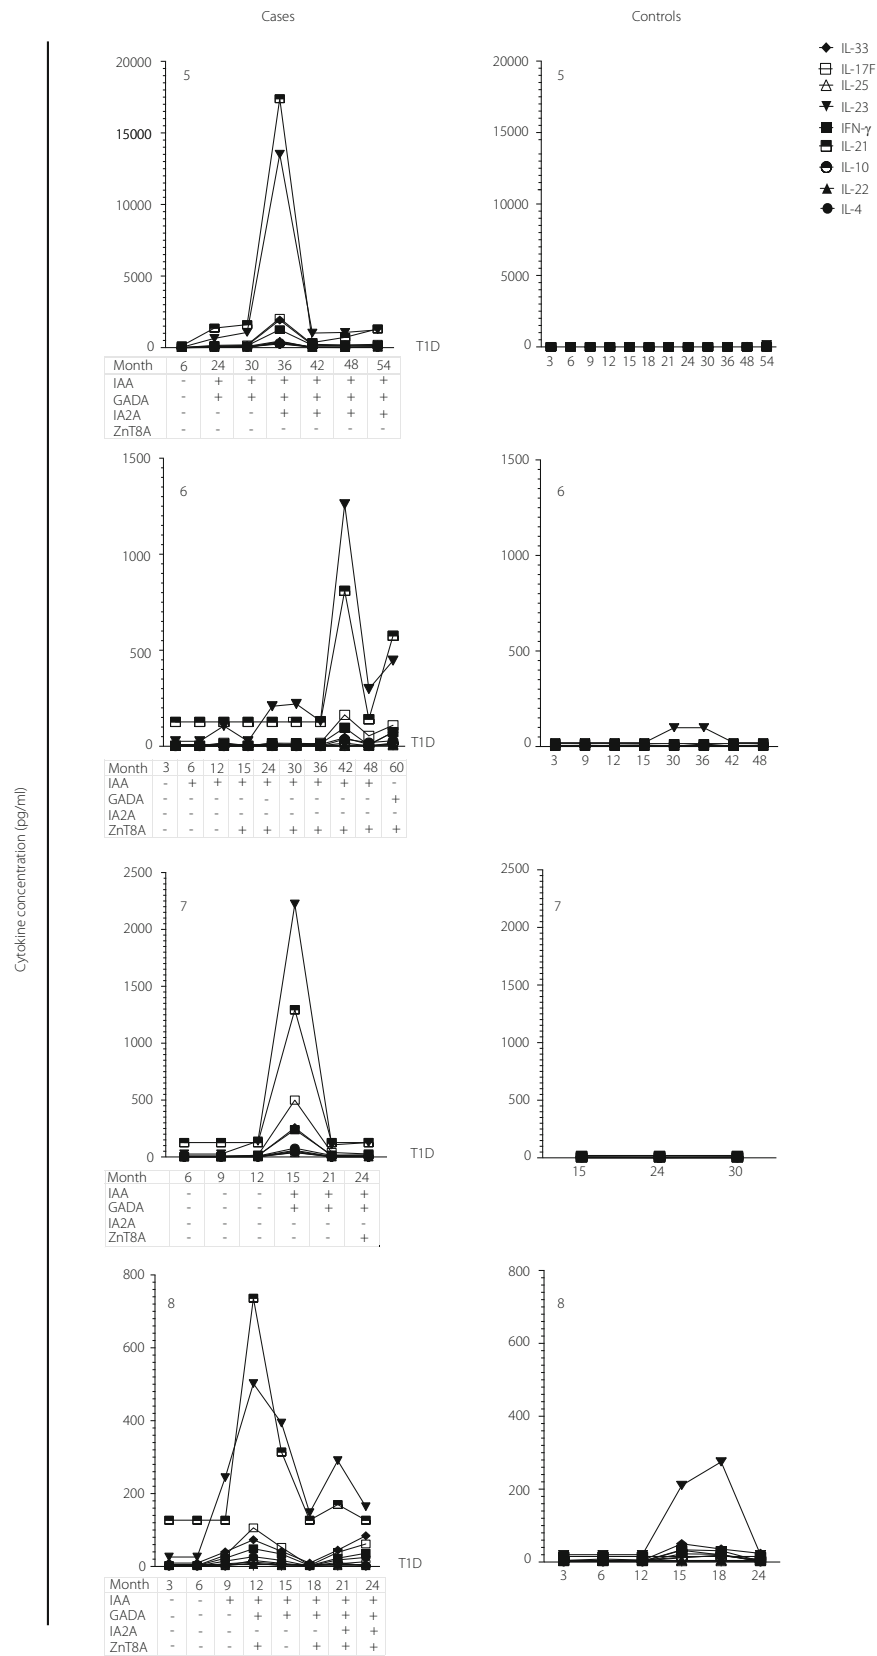 Cases
Controls
IL-33
IL-17F
IL-25
IL-23
IFN-γ
IL-21
IL-10
IL-22
IL-4
Cytokine concentration (pg/ml)
20000
15000
10000
5000
0
5
T1D
Month 6 24 30 36 42 48 54
IAA - + + + + + +
GADA - + + + + + +
IA2A - - - + + + +
ZnT8A - - - - - - -
20000
15000
10000
5000
0
5
3 6 9 12 15 18 21 24 30 36 48 54
1500
1000
500
0
6
T1D
Month 3 6 12 15 24 30 36 42 48 60
IAA - + + + + + + + + -
GADA - - - - - - - - - +
IA2A - - - - - - - - - -
ZnT8A - - - + + + + + + +
1500
1000
500
0
6
3 9 12 15 30 36 42 48
2500
2000
1500
1000
500
0
7
T1D
Month 6 9 12 15 21 24
IAA - - - + + +
GADA - - - + + +
IA2A - - - - - -
ZnT8A - - - - - +
2500
2000
1500
1000
500
0
7
15 24 30
800
600
400
200
0
8
T1D
Month 3 6 9 12 15 18 21 24
IAA - - + + + + + +
GADA - - - + + + + +
IA2A - - - - - - + +
ZnT8A - - - + - + + +
800
600
400
200
0
8
3 6 12 15 18 24